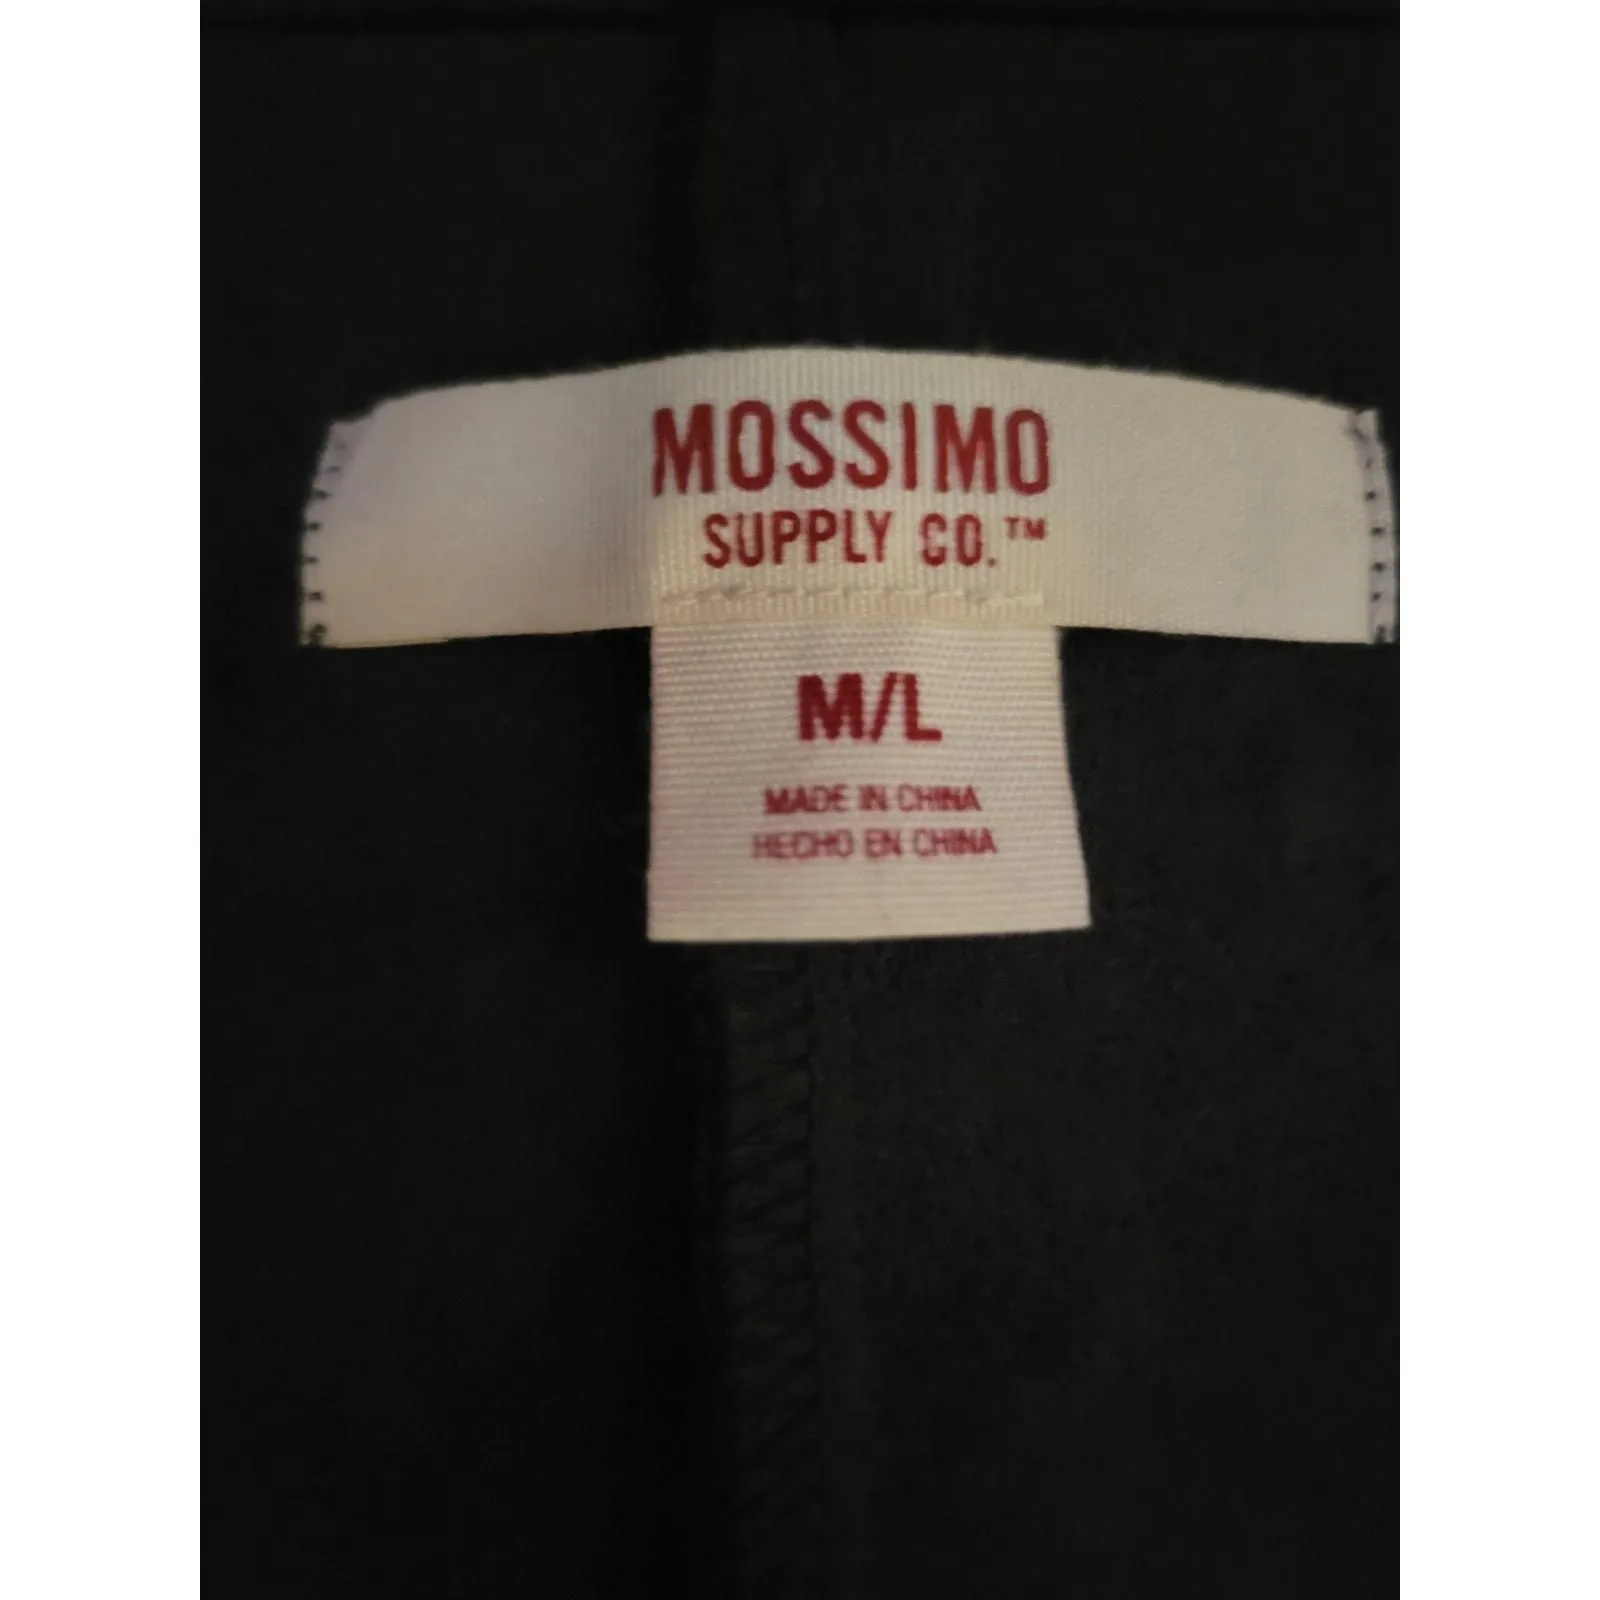 MOSSIMO
SUPPLY CO.™
M/L
MADE IN CHINA
HECHO EN CHINA